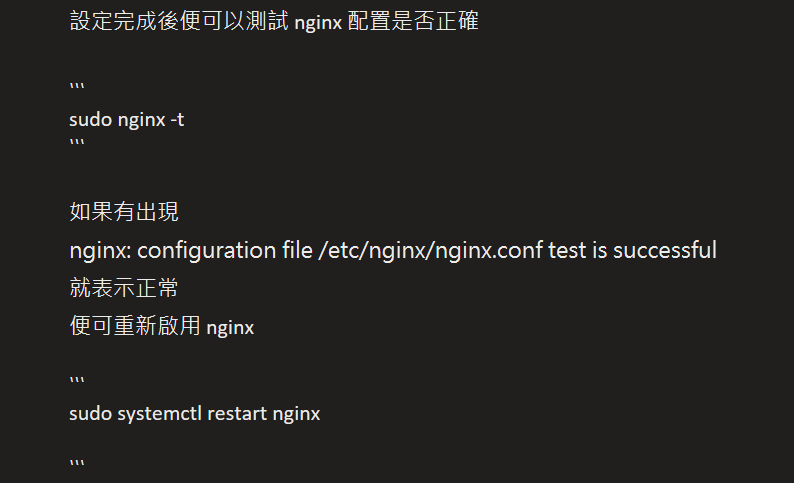 設定完成後便可以測試 nginx 配置是否正確
```
sudo nginx -t
```
如果有出現
nginx: configuration file /etc/nginx/nginx.conf test is successful
就表示正常
便可重新啟用 nginx
```
sudo systemctl restart nginx
```